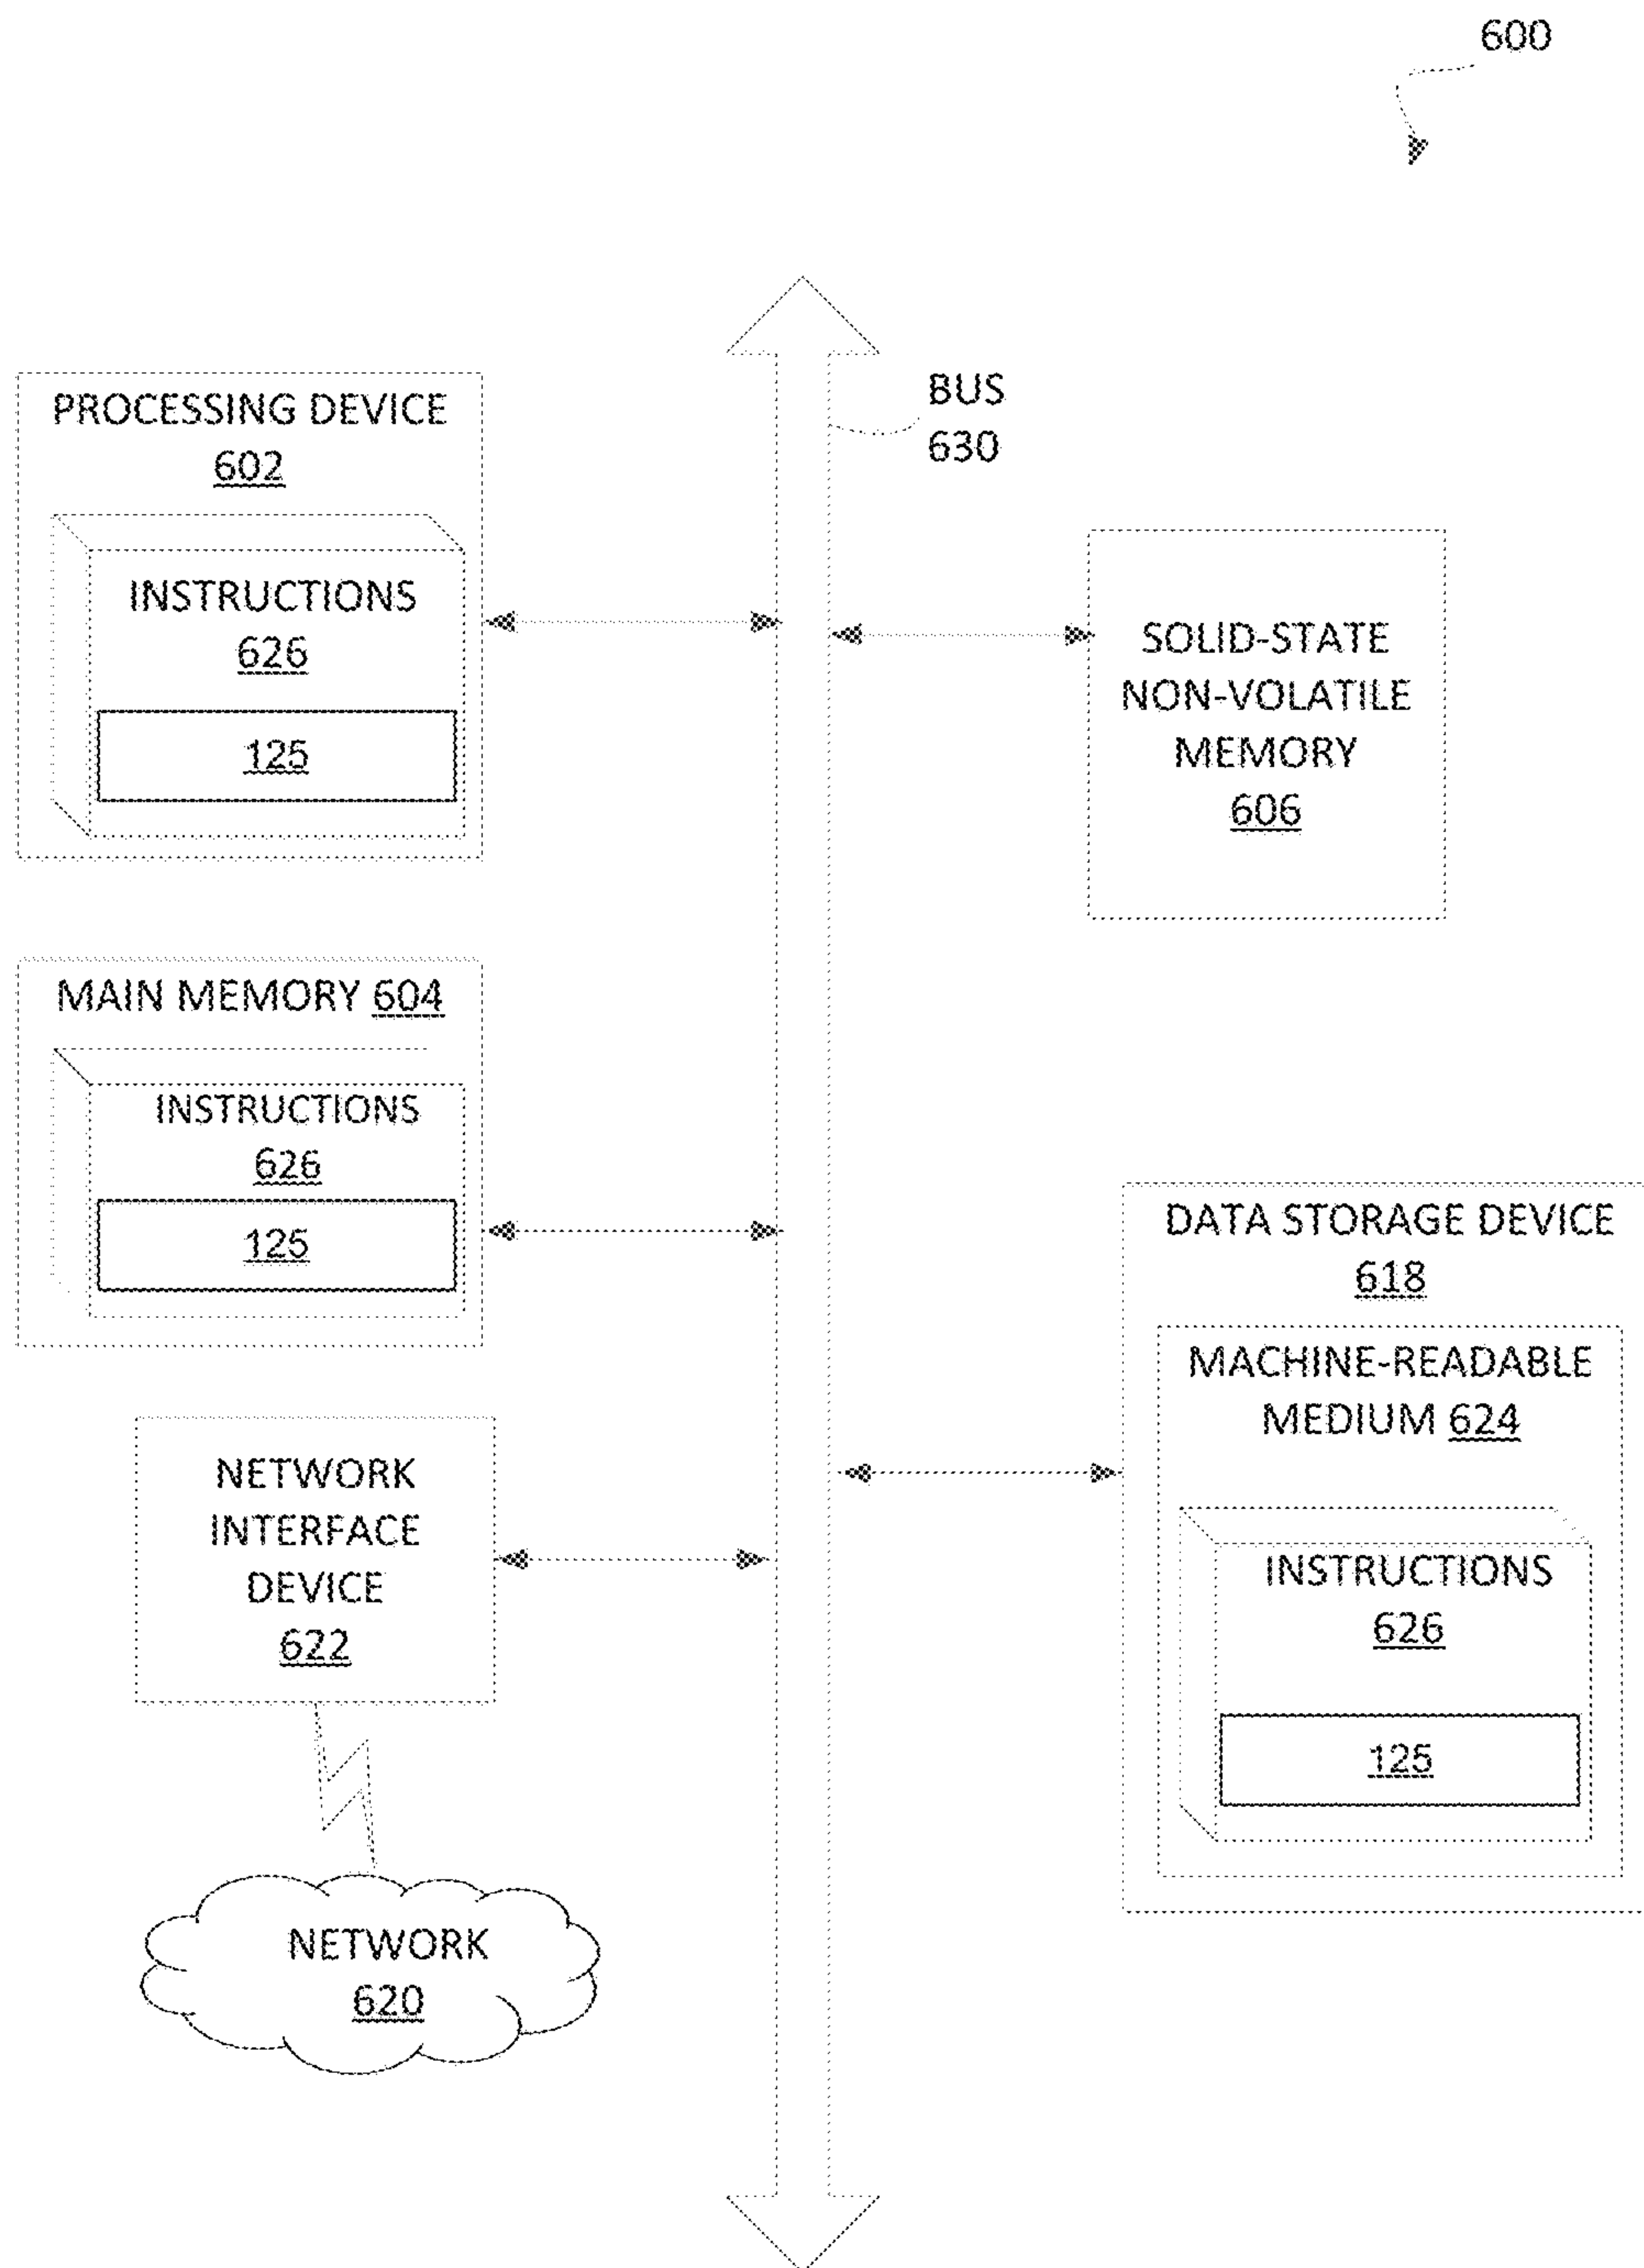 600
BUS
630
PROCESSING DEVICE
602
INSTRUCTIONS
626
125
SOLID-STATE
NON-VOLATILE
MEMORY
606
MAIN MEMORY 604
INSTRUCTIONS
626
125
DATA STORAGE DEVICE
618
MACHINE-READABLE
MEDIUM 624
INSTRUCTIONS
626
125
NETWORK
INTERFACE
DEVICE
622
NETWORK
620